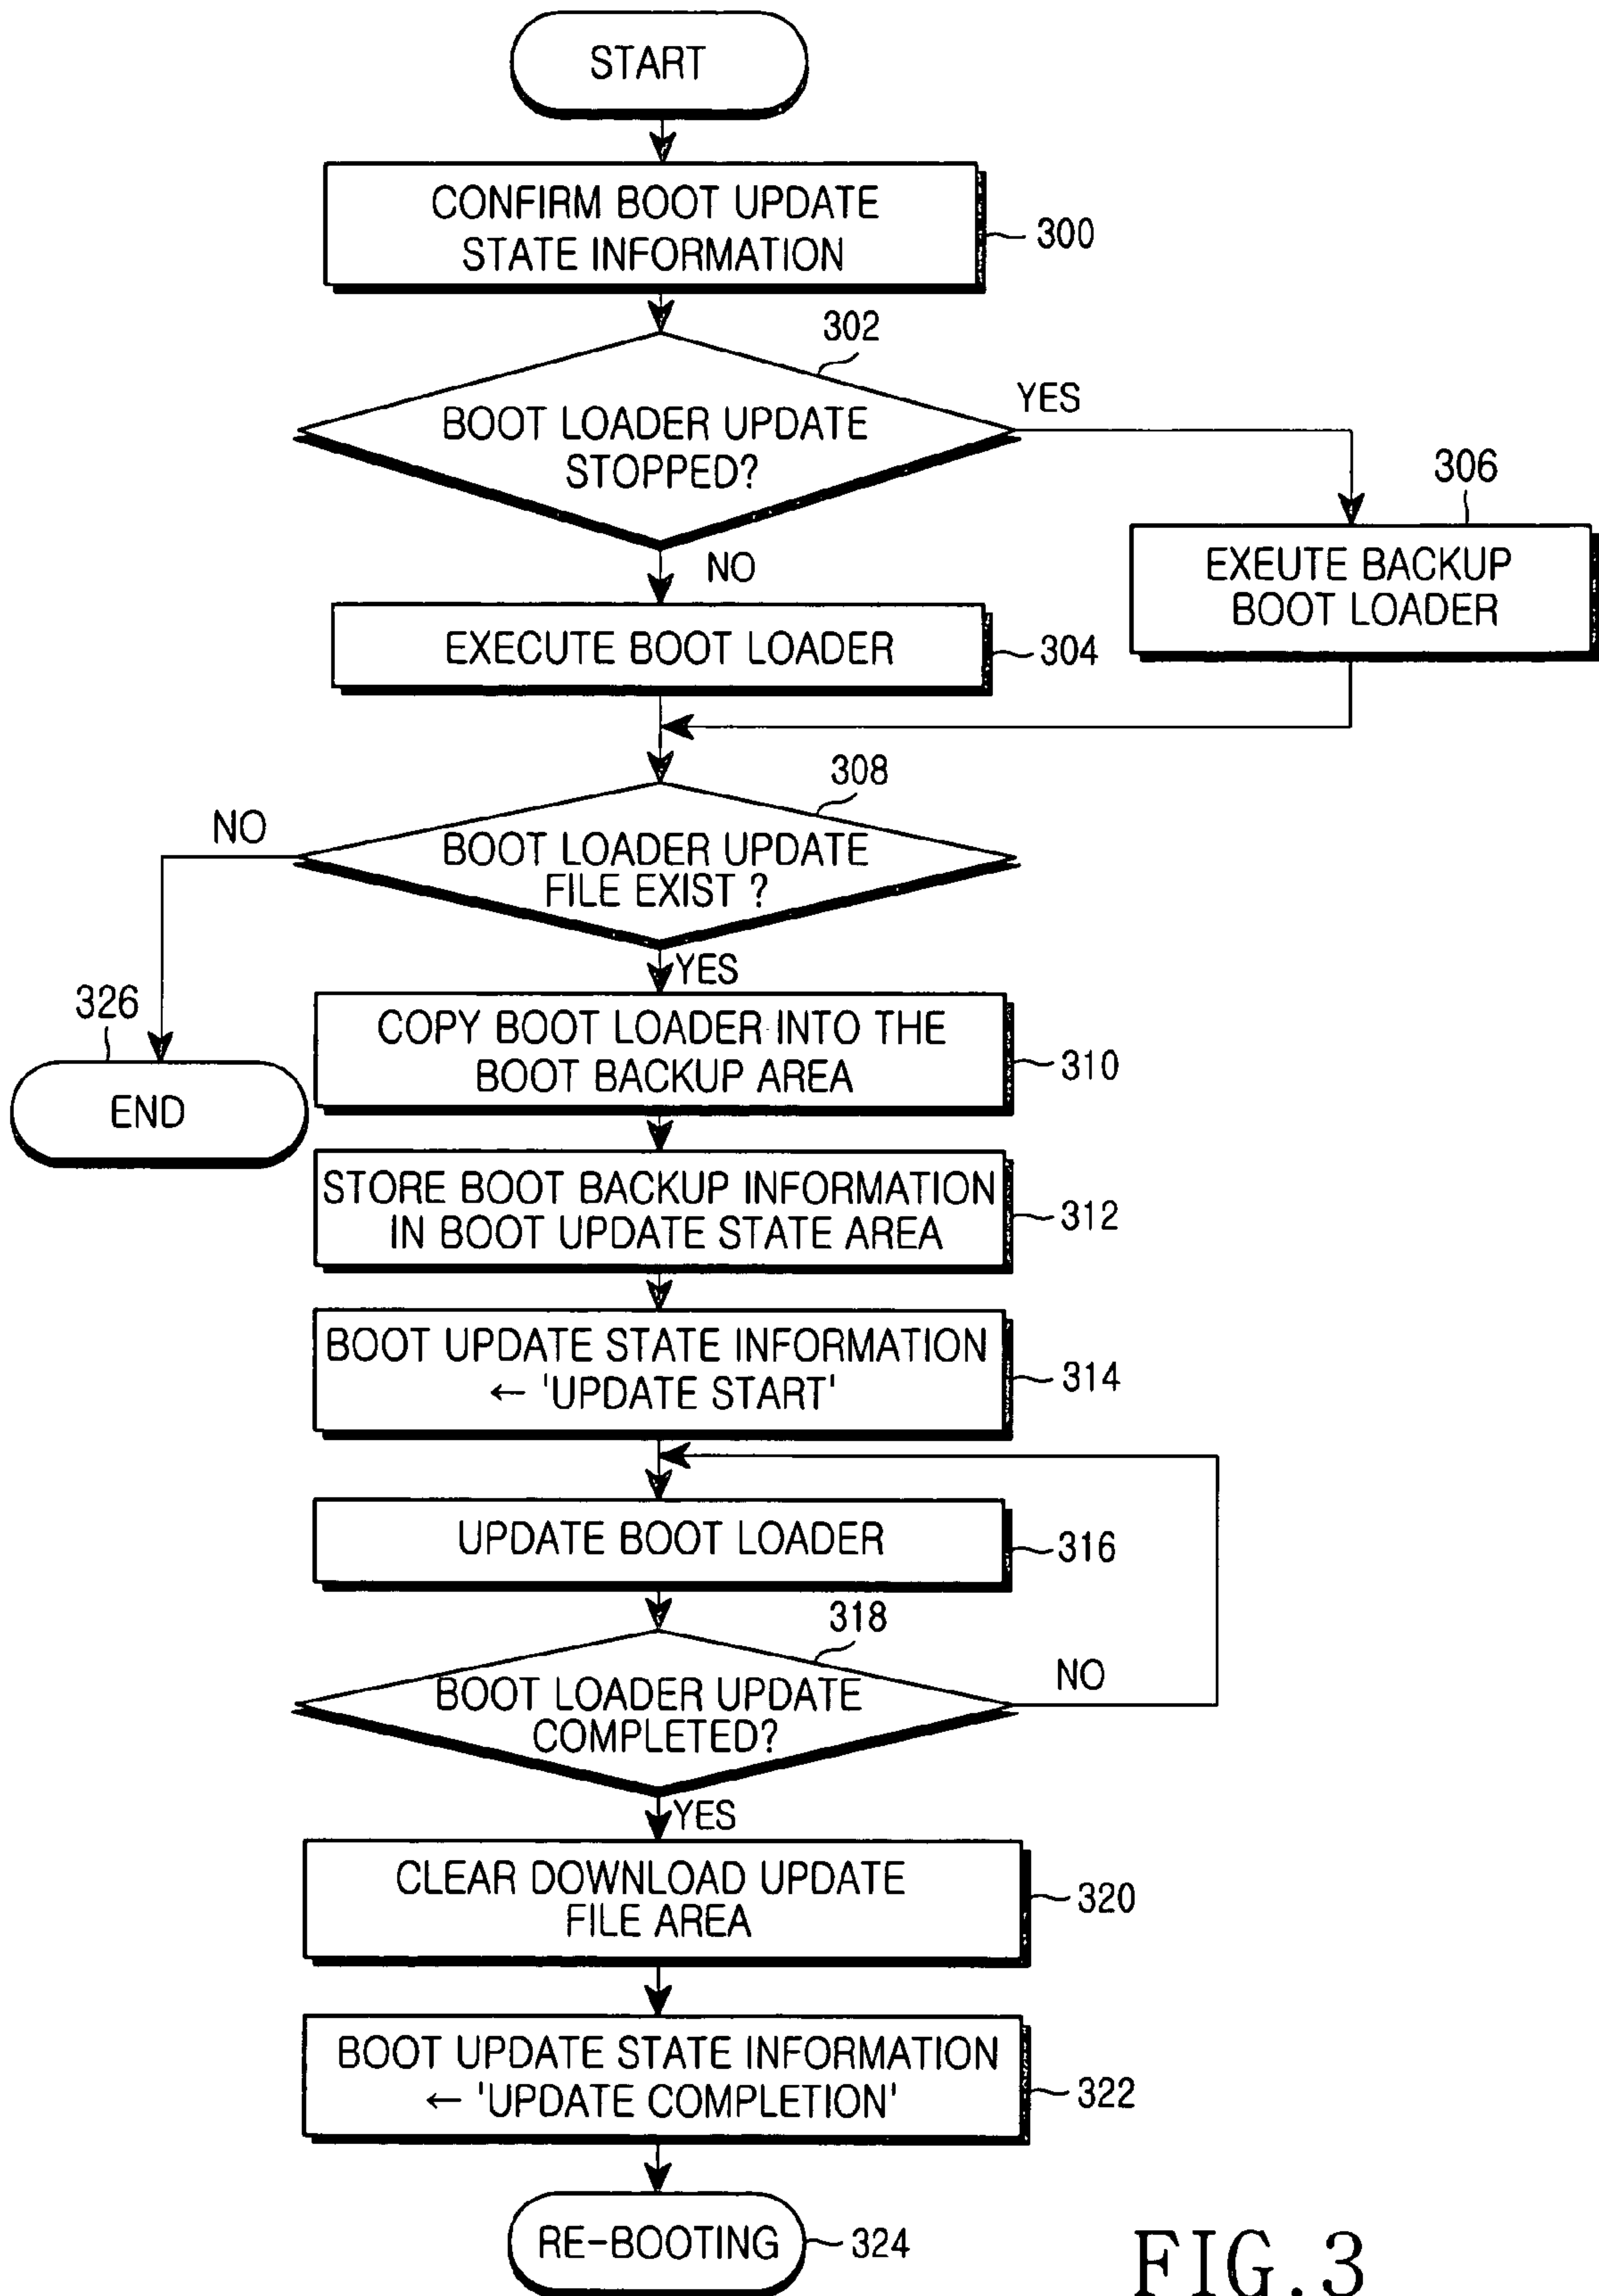 START
CONFIRM BOOT UPDATE
STATE INFORMATION
300
302
BOOT LOADER UPDATE
STOPPED?
YES
306
EXEUTE BACKUP
BOOT LOADER
NO
EXECUTE BOOT LOADER
304
308
NO
BOOT LOADER UPDATE
FILE EXIST ?
YES
326
END
COPY BOOT LOADER INTO THE
BOOT BACKUP AREA
310
STORE BOOT BACKUP INFORMATION
IN BOOT UPDATE STATE AREA
312
BOOT UPDATE STATE INFORMATION
← 'UPDATE START'
314
UPDATE BOOT LOADER
316
318
BOOT LOADER UPDATE
COMPLETED?
NO
YES
CLEAR DOWNLOAD UPDATE
FILE AREA
320
BOOT UPDATE STATE INFORMATION
← 'UPDATE COMPLETION'
322
RE-BOOTING
324
FIG.3